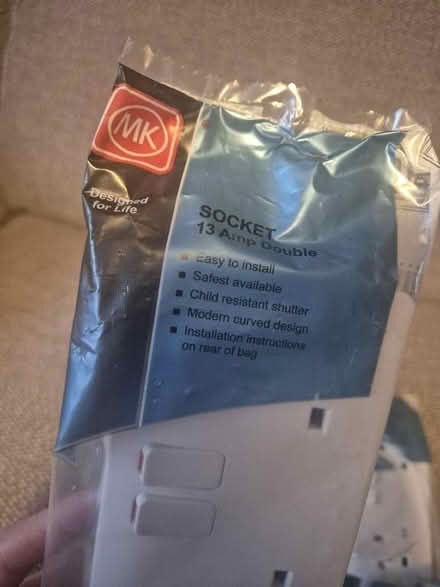 MK
Designed
for Life
SOCKET
13 Amp Double
Easy to install
Safest available
Child resistant shutter
Modern curved design
Installation instructions
on rear of bag